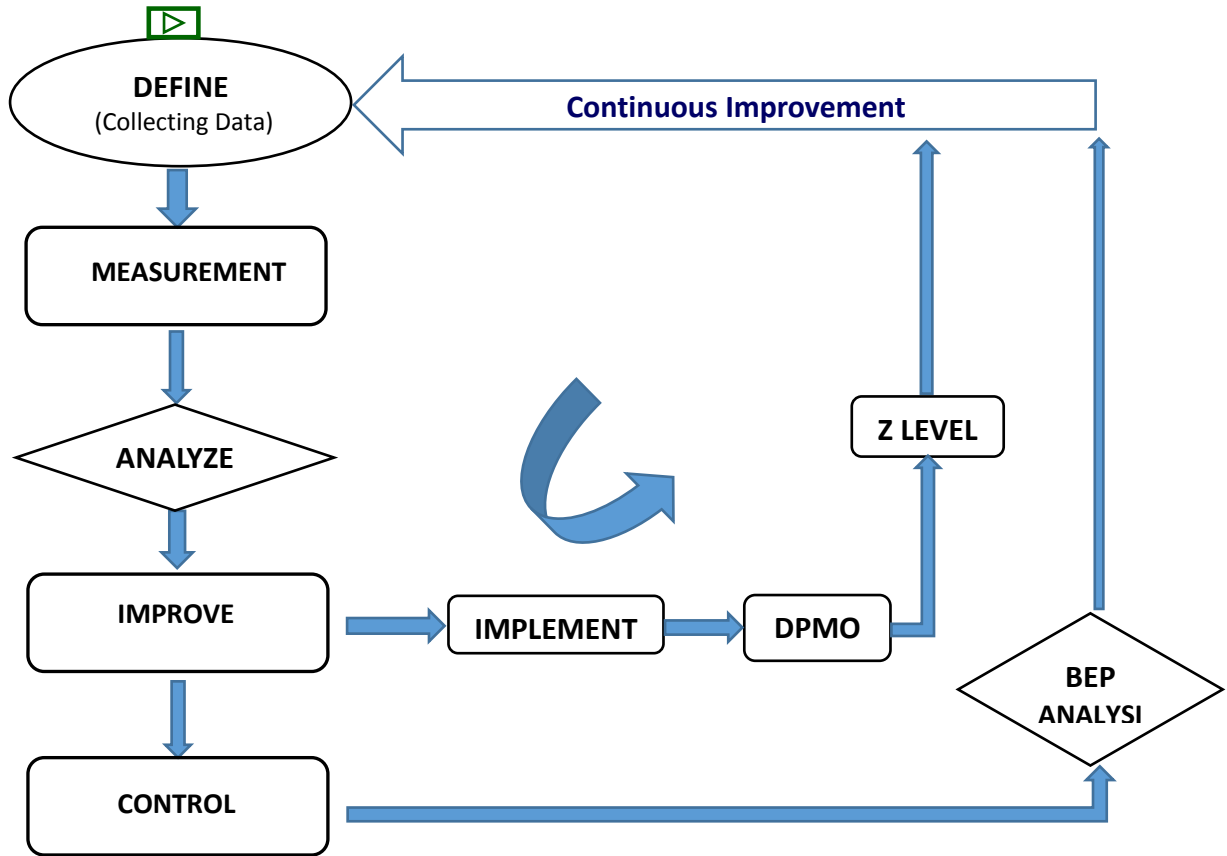 DEFINE
(Collecting Data)
Continuous Improvement
MEASUREMENT
ANALYZE
Z LEVEL
IMPROVE
IMPLEMENT
DPMO
BEP
ANALYSI
CONTROL